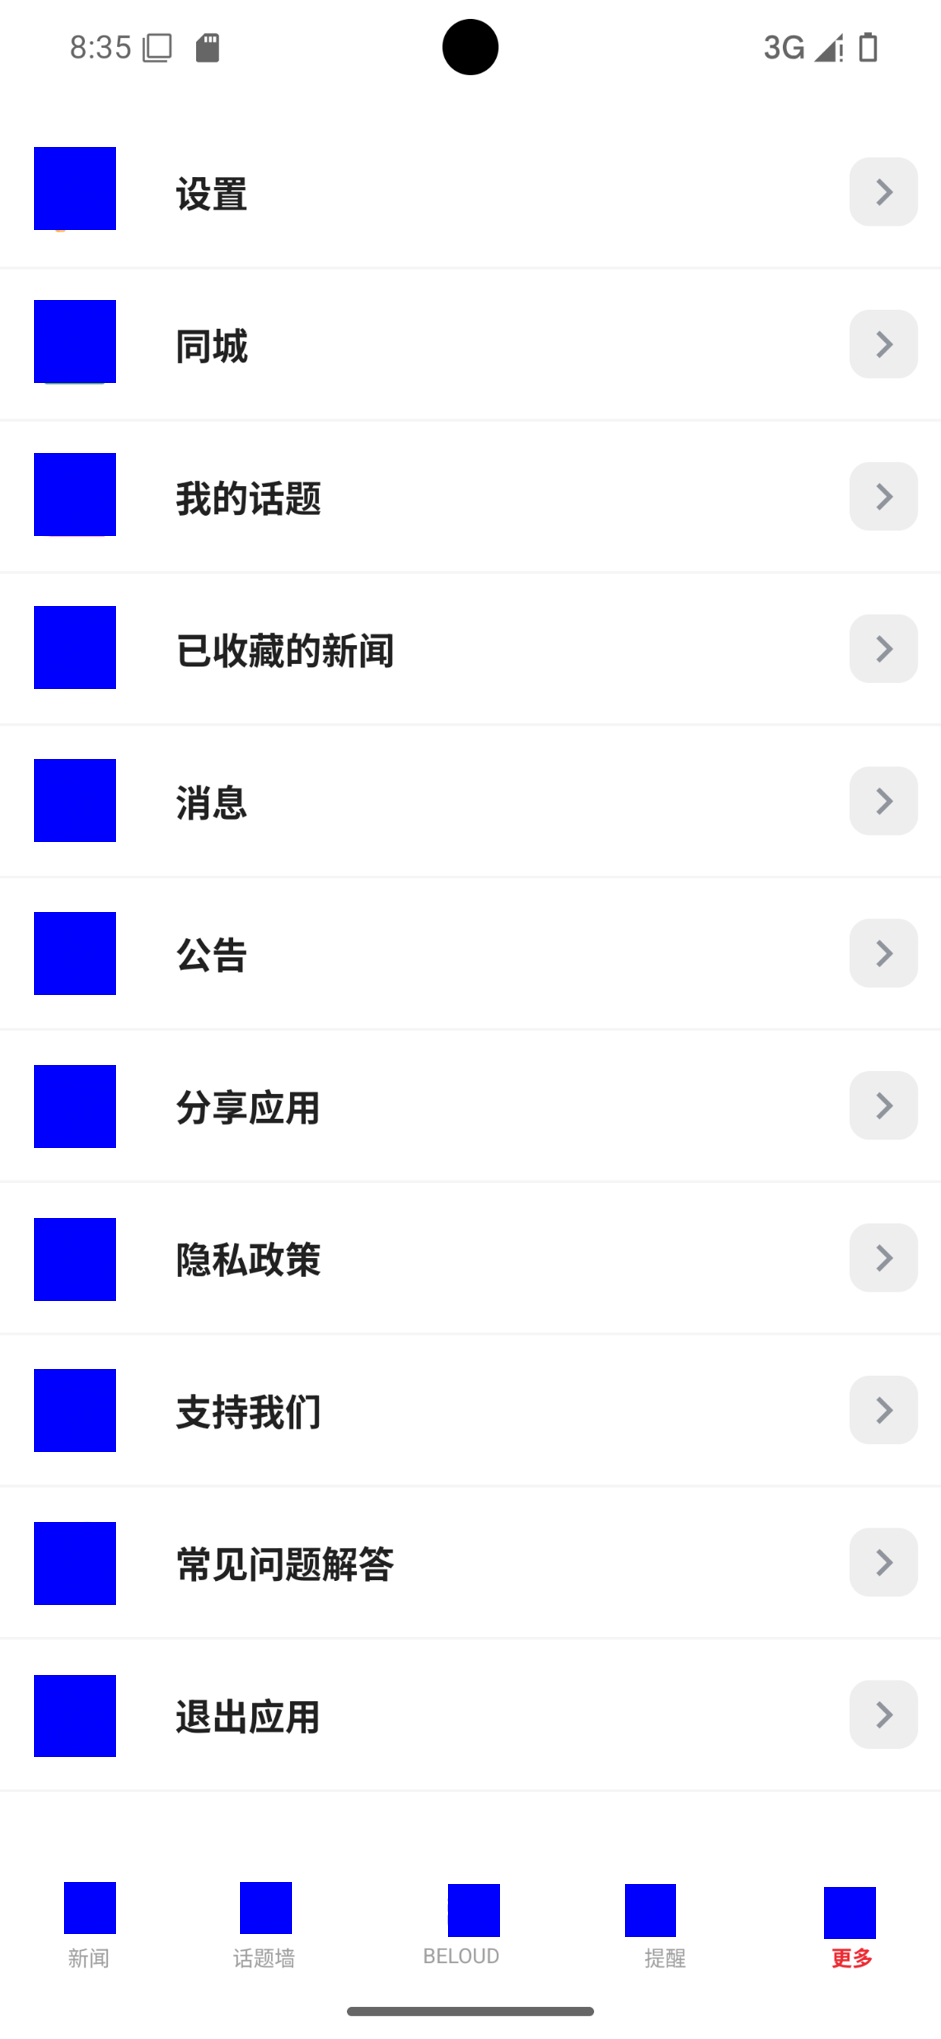 8:35
3G
设置
同城
我的话题
已收藏的新闻
消息
公告
分享应用
隐私政策
支持我们
常见问题解答
退出应用
新闻
话题墙
BELOUD
提醒
更多